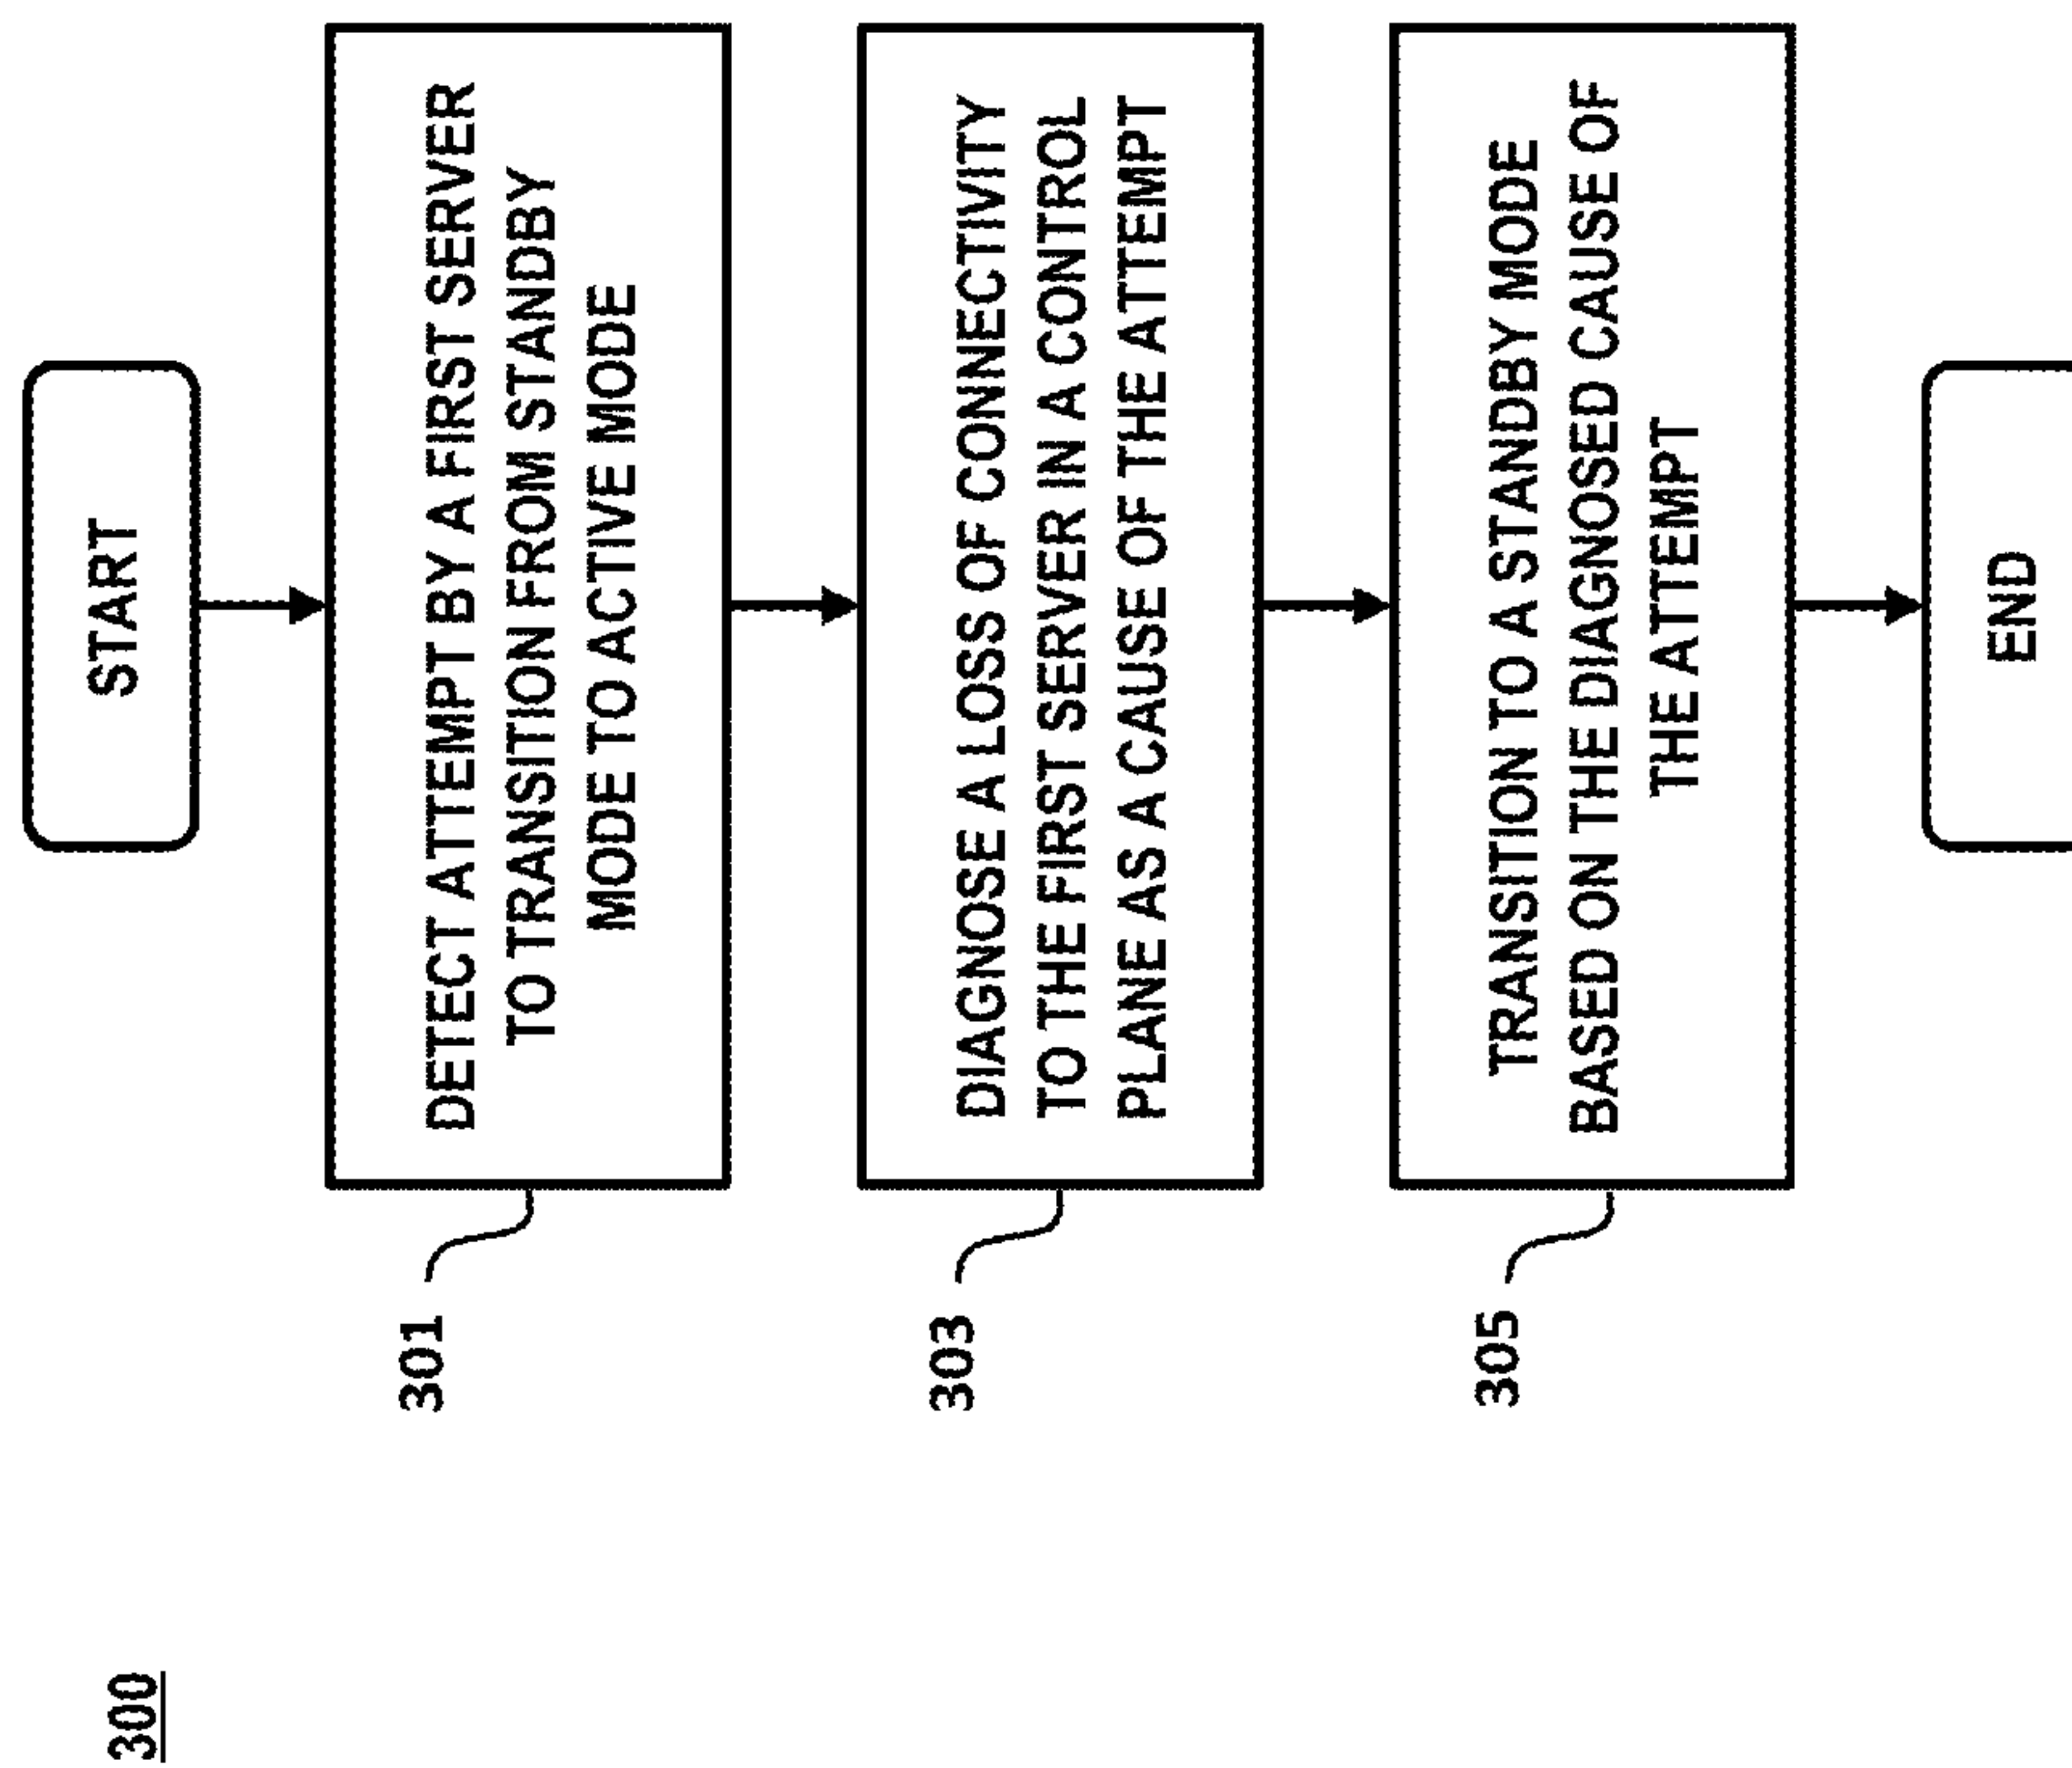 300
START
301
DETECT ATTEMPT BY A FIRST SERVER
TO TRANSITION FROM STANDBY
MODE TO ACTIVE MODE
303
DIAGNOSE A LOSS OF CONNECTIVITY
TO THE FIRST SERVER IN A CONTROL
PLANE AS A CAUSE OF THE ATTEMPT
305
TRANSITION TO A STANDBY MODE
BASED ON THE DIAGNOSED CAUSE OF
THE ATTEMPT
END